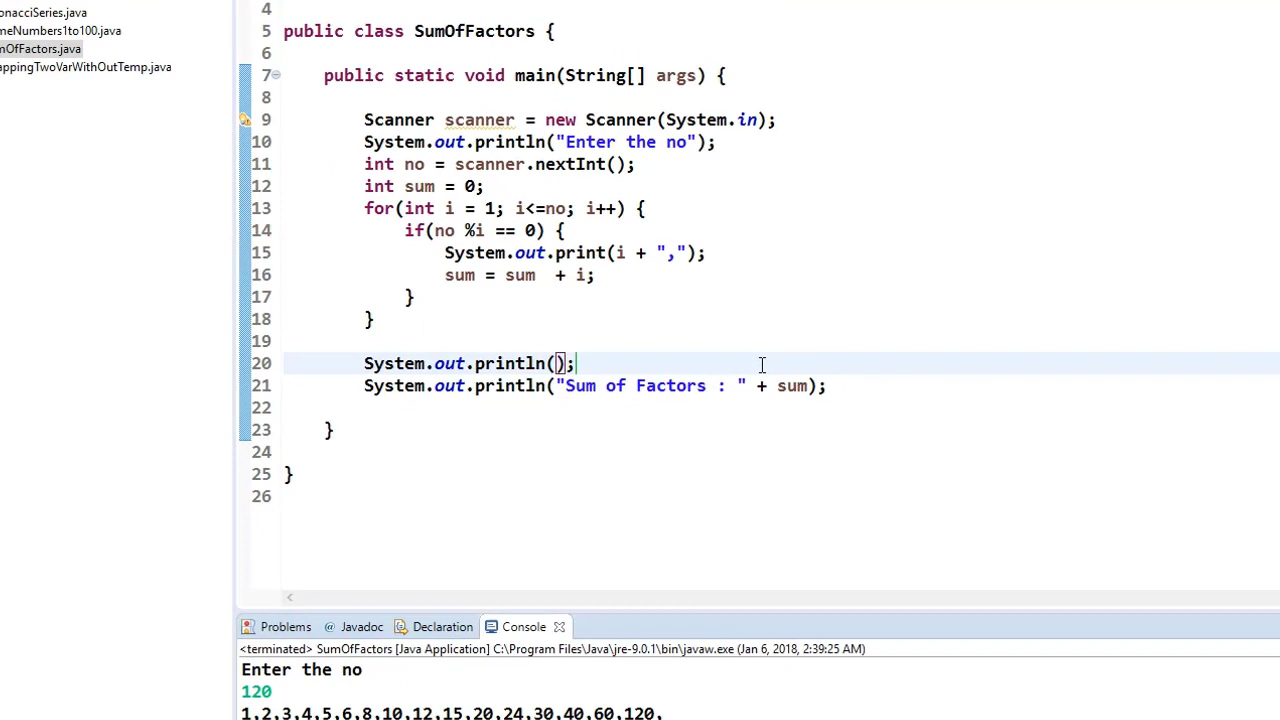 onacciSeries.java
meNumbers1to100.java
mOfFactors.java
appingTwoVarWithOutTemp.java
4
5 public class SumOfFactors {
6
7 public static void main(String[] args) {
8
9 Scanner scanner = new Scanner(System.in);
10 System.out.println("Enter the no");
11 int no = scanner.nextInt();
12 int sum = 0;
13 for(int i = 1; i<=no; i++) {
14 if(no %i == 0) {
15 System.out.print(i + ",");
16 sum = sum  + i;
17 }
18 }
19
20 System.out.println();
21 System.out.println("Sum of Factors : " + sum);
22
23 }
24
25 }
26
Problems @ Javadoc Declaration Console
<terminated> SumOfFactors [Java Application] C:\Program Files\Java\jre-9.0.1\bin\javaw.exe (Jan 6, 2018, 2:39:25 AM)
Enter the no
120
1,2,3,4,5,6,8,10,12,15,20,24,30,40,60,120,